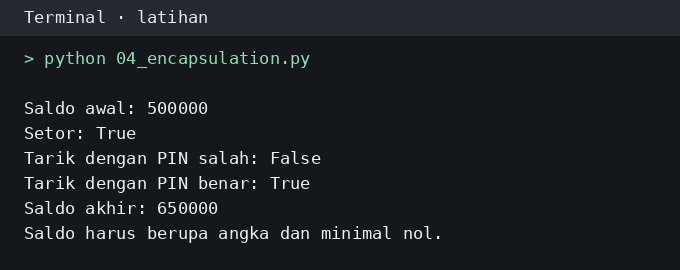 Terminal · latihan
> python 04_encapsulation.py
Saldo awal: 500000
Setor: True
Tarik dengan PIN salah: False
Tarik dengan PIN benar: True
Saldo akhir: 650000
Saldo harus berupa angka dan minimal nol.